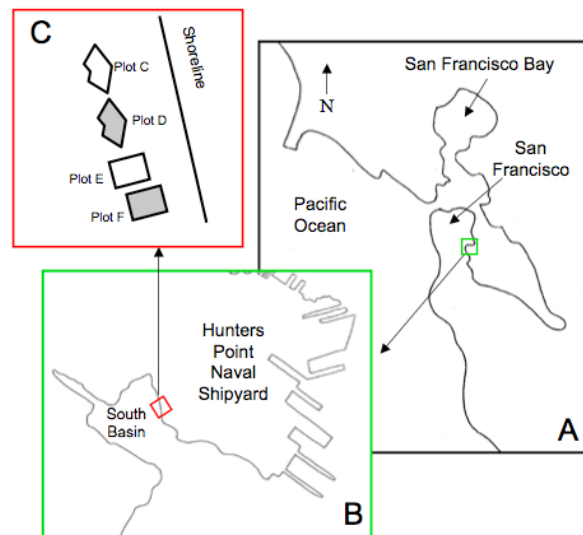 C
Plot C
Shoreline
Plot D
Plot E
Plot F
San Francisco Bay
N
San
Francisco
Pacific
Ocean
A
Hunters
Point
Naval
Shipyard
South
Basin
B